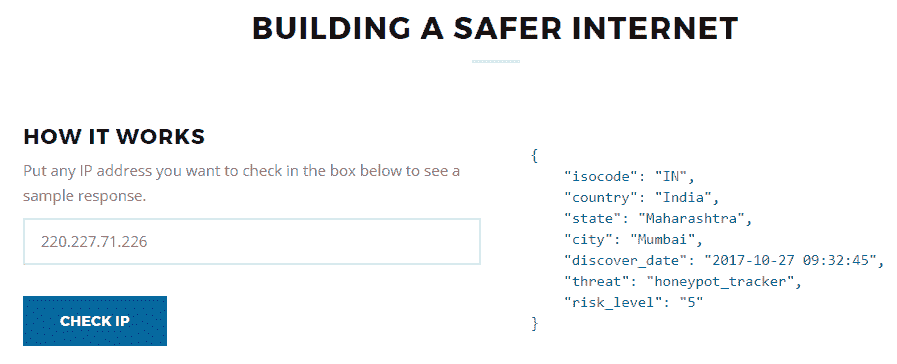 BUILDING A SAFER INTERNET
HOW IT WORKS
Put any IP address you want to check in the box below to see a
sample response.
220.227.71.226
CHECK IP
{
    "isocode": "IN",
    "country": "India",
    "state": "Maharashtra",
    "city": "Mumbai",
    "discover_date": "2017-10-27 09:32:45",
    "threat": "honeypot_tracker",
    "risk_level": "5"
}